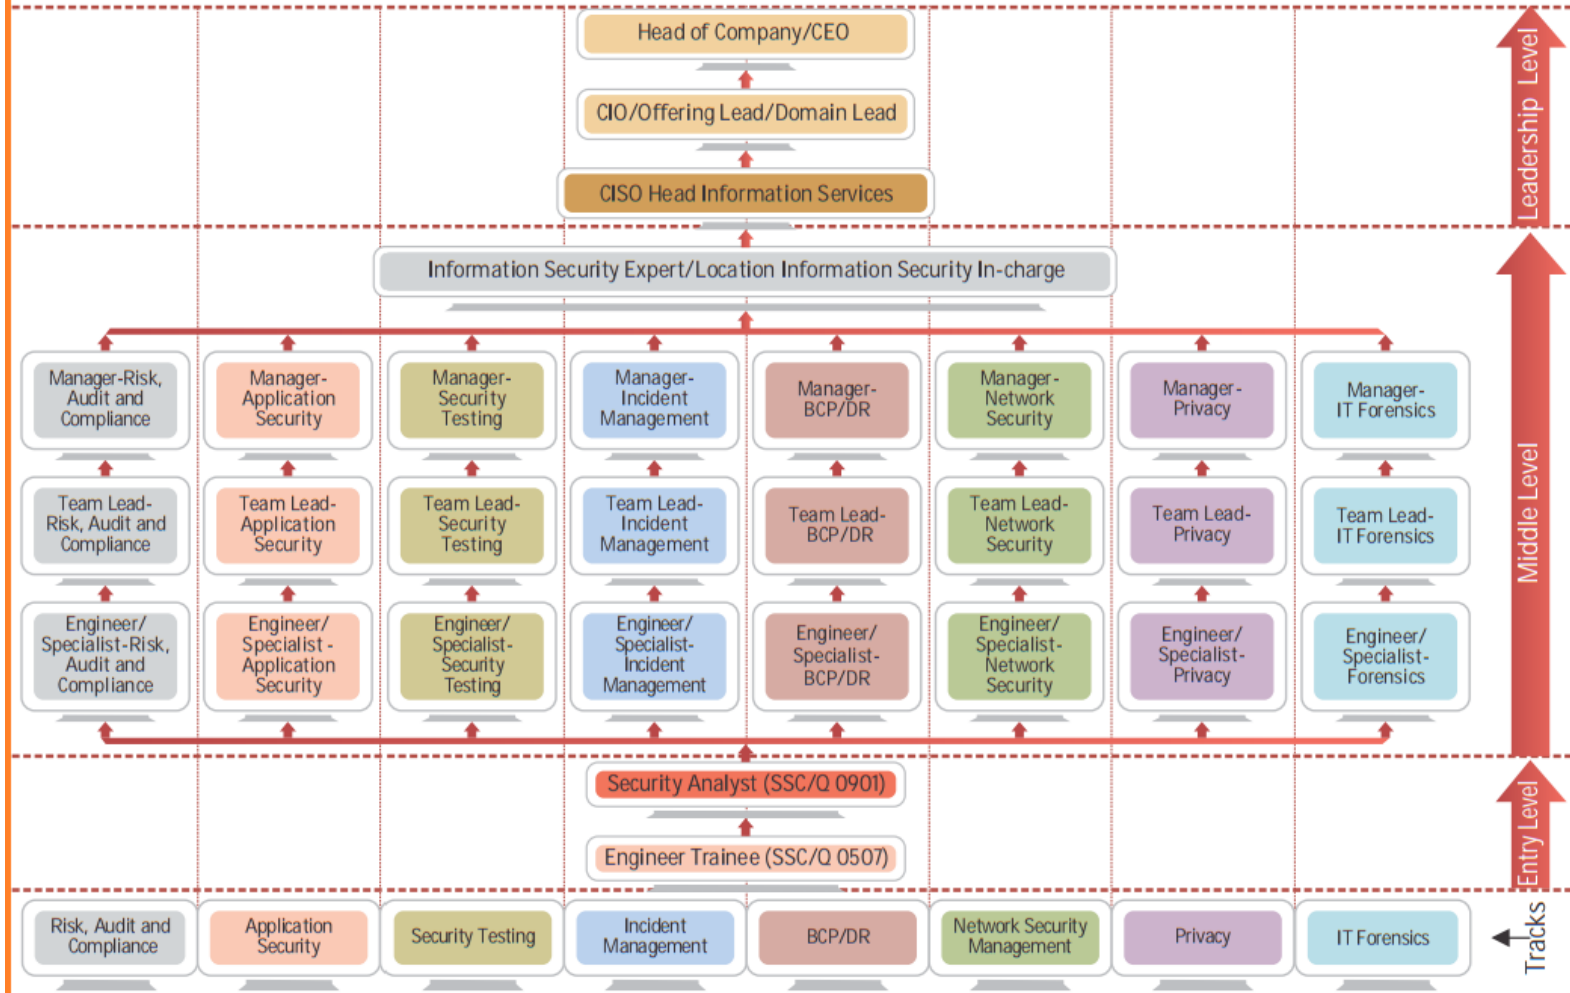 Head of Company/CEO
CIO/Offering Lead/Domain Lead
CISO Head Information Services
Leadership Level
Information Security Expert/Location Information Security In-charge
Manager-Risk,
Audit and
Compliance
Manager-
Application
Security
Manager-
Security
Testing
Manager-
Incident
Management
Manager-
BCP/DR
Manager-
Network
Security
Manager-
Privacy
Manager-
IT Forensics
Team Lead-
Risk, Audit and
Compliance
Team Lead-
Application
Security
Team Lead-
Security
Testing
Team Lead-
Incident
Management
Team Lead-
BCP/DR
Team Lead-
Network
Security
Team Lead-
Privacy
Team Lead-
IT Forensics
Middle Level
Engineer/
Specialist-Risk,
Audit and
Compliance
Engineer/
Specialist -
Application
Security
Engineer/
Specialist-
Security
Testing
Engineer/
Specialist-
Incident
Management
Engineer/
Specialist-
BCP/DR
Engineer/
Specialist-
Network
Security
Engineer/
Specialist-
Privacy
Engineer/
Specialist-
Forensics
Security Analyst (SSC/Q 0901)
Engineer Trainee (SSC/Q 0507)
Entry Level
Risk, Audit and
Compliance
Application
Security
Security Testing
Incident
Management
BCP/DR
Network Security
Management
Privacy
IT Forensics
Tracks